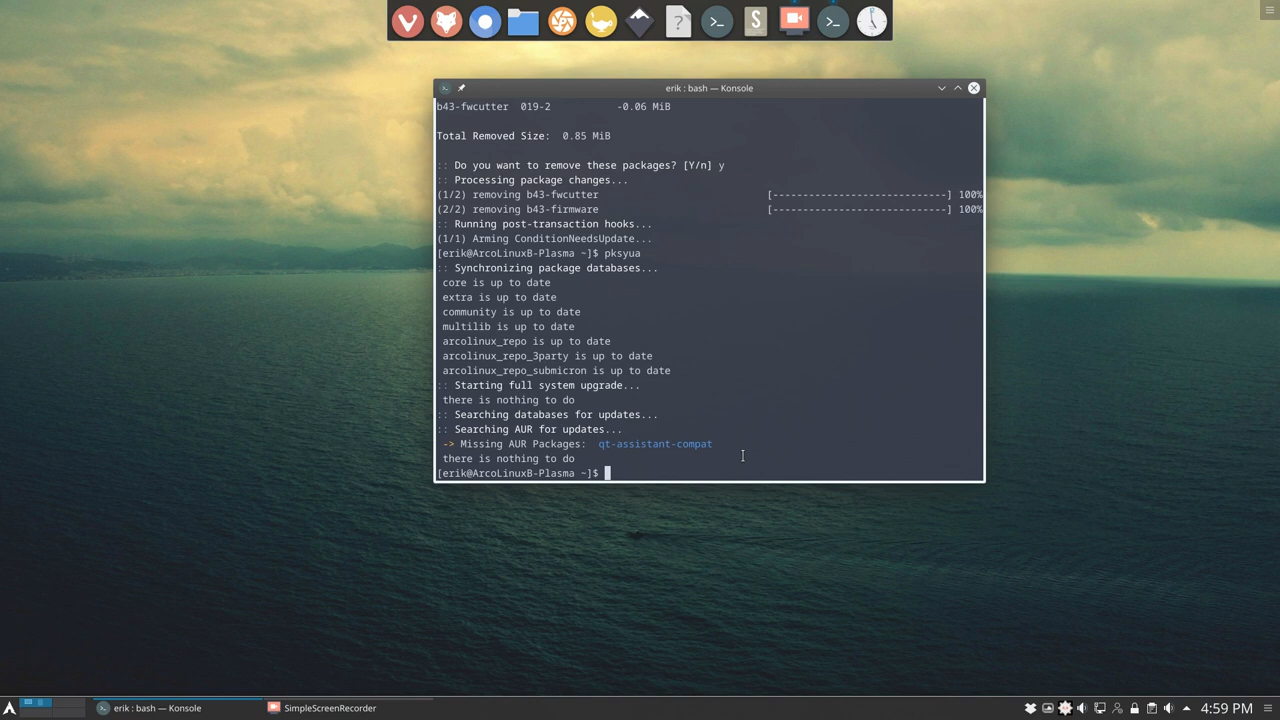 erik : bash — Konsole
b43-fwcutter  019-2           -0.06 MiB
Total Removed Size:  0.85 MiB
:: Do you want to remove these packages? [Y/n] y
:: Processing package changes...
(1/2) removing b43-fwcutter                            [-----------------------------] 100%
(2/2) removing b43-firmware                            [-----------------------------] 100%
:: Running post-transaction hooks...
(1/1) Arming ConditionNeedsUpdate...
[erik@ArcoLinuxB-Plasma ~]$ pksyua
:: Synchronizing package databases...
core is up to date
extra is up to date
community is up to date
multilib is up to date
arcolinux_repo is up to date
arcolinux_repo_3party is up to date
arcolinux_repo_submicron is up to date
:: Starting full system upgrade...
there is nothing to do
:: Searching databases for updates...
:: Searching AUR for updates...
-> Missing AUR Packages:  qt-assistant-compat
there is nothing to do
[erik@ArcoLinuxB-Plasma ~]$
erik : bash — Konsole
SimpleScreenRecorder
4:59 PM